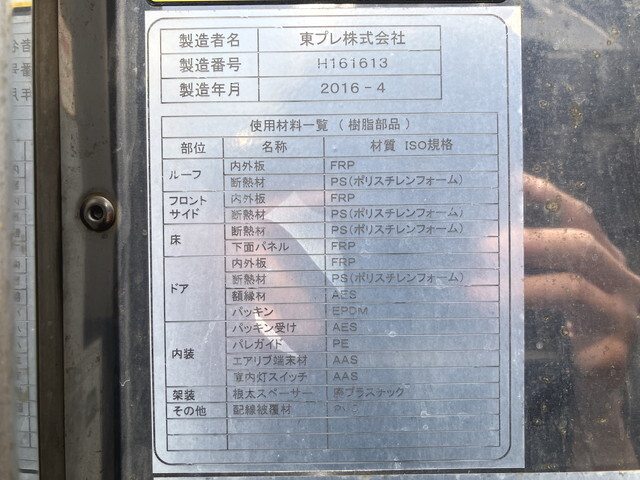 製造者名 東プレ株式会社
製造番号 H161613
製造年月 2016-4
使用材料一覧 （樹脂部品）
部位 名称 材質 ISO規格
ルーフ 内外板 FRP
断熱材 PS(ポリスチレンフォーム)
フロントサイド 内外板 FRP
断熱材 PS(ポリスチレンフォーム)
床 断熱材 PS(ポリスチレンフォーム)
下面パネル FRP
ドア 内外板 FRP
断熱材 PS(ポリスチレンフォーム)
額縁材 AES
パッキン EPDM
内装 パッキン受け AES
パレガイド PE
エアリブ端末材 AAS
室内灯スイッチ AAS
架装 根太スペーサー プラスチック
その他 配線被覆材